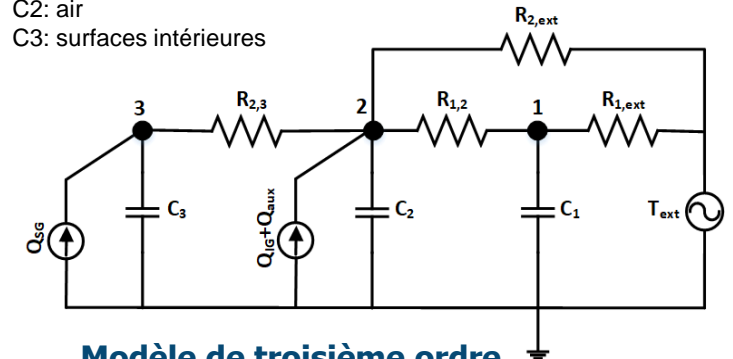 C2: air
C3: surfaces intérieures
R2,ext
3
R2,3
2
R1,2
1
R1,ext
QSG
C3
QIG+Qaux
C2
C1
Text
Modèle de troisième ordre